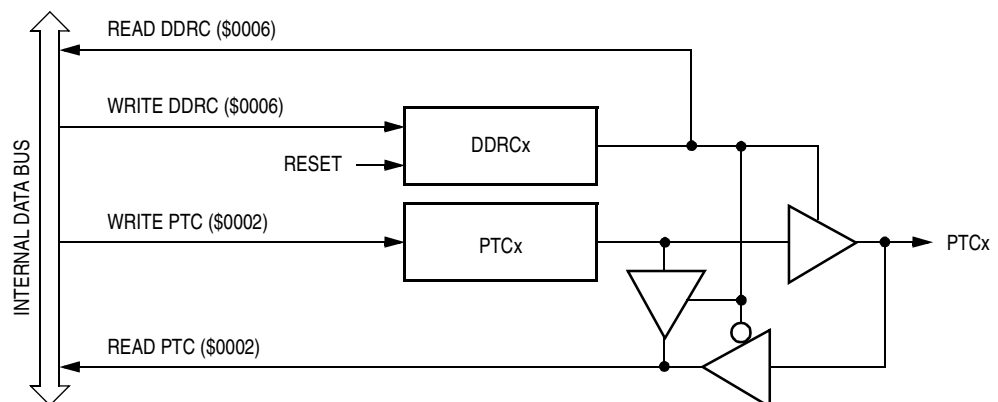 READ DDRC ($0006)
WRITE DDRC ($0006)
DDRCx
RESET
WRITE PTC ($0002)
PTCx
PTCx
READ PTC ($0002)
INTERNAL DATA BUS